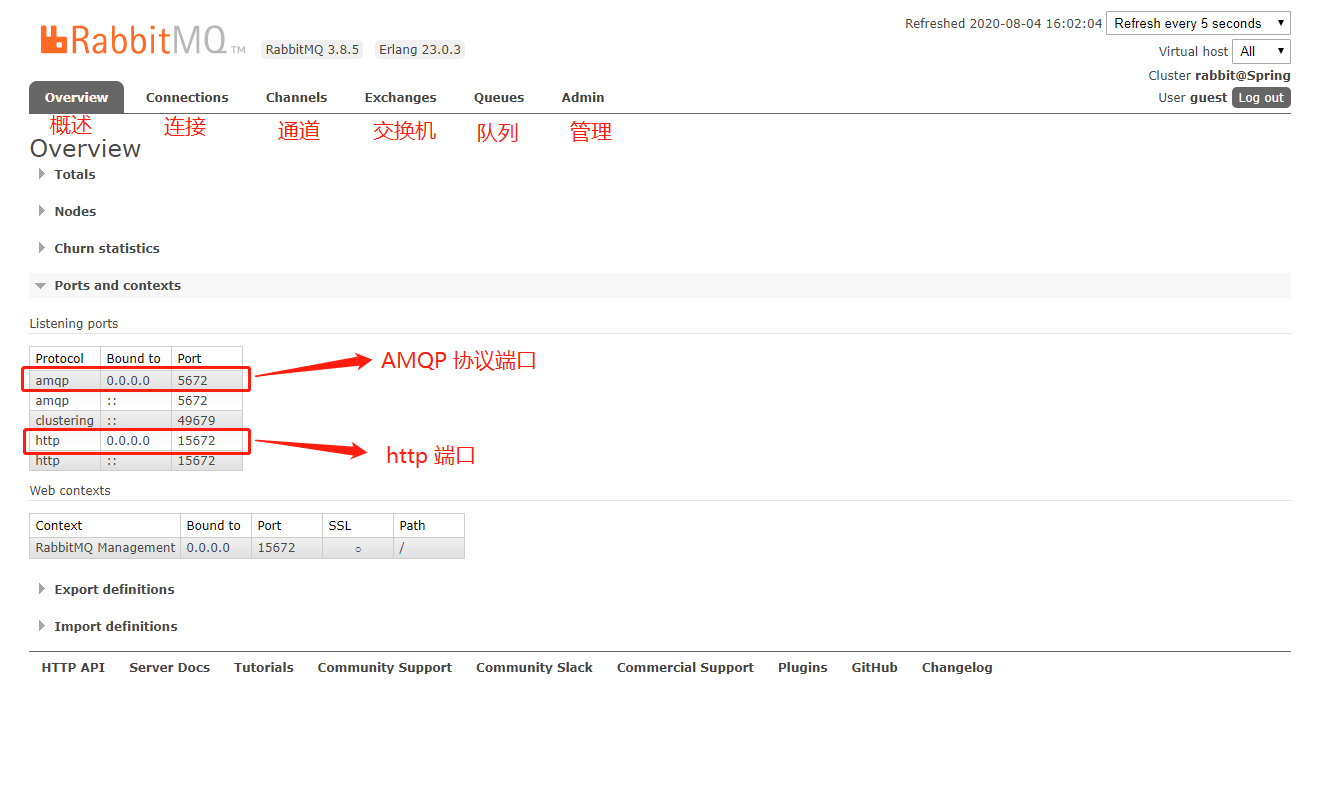 RabbitMQ TM RabbitMQ 3.8.5 Erlang 23.0.3
Refreshed 2020-08-04 16:02:04 Refresh every 5 seconds
Virtual host All
Cluster rabbit@Spring
User guest Log out
Overview Connections Channels Exchanges Queues Admin
概述 连接 通道 交换机 队列 管理
Overview
Totals
Nodes
Churn statistics
Ports and contexts
Listening ports
Protocol Bound to Port
amqp 0.0.0.0 5672
AMQP 协议端口
amqp :: 5672
clustering :: 49679
http 0.0.0.0 15672
http 端口
http :: 15672
Web contexts
Context Bound to Port SSL Path
RabbitMQ Management 0.0.0.0 15672 ○ /
Export definitions
Import definitions
HTTP API Server Docs Tutorials Community Support Community Slack Commercial Support Plugins GitHub Changelog